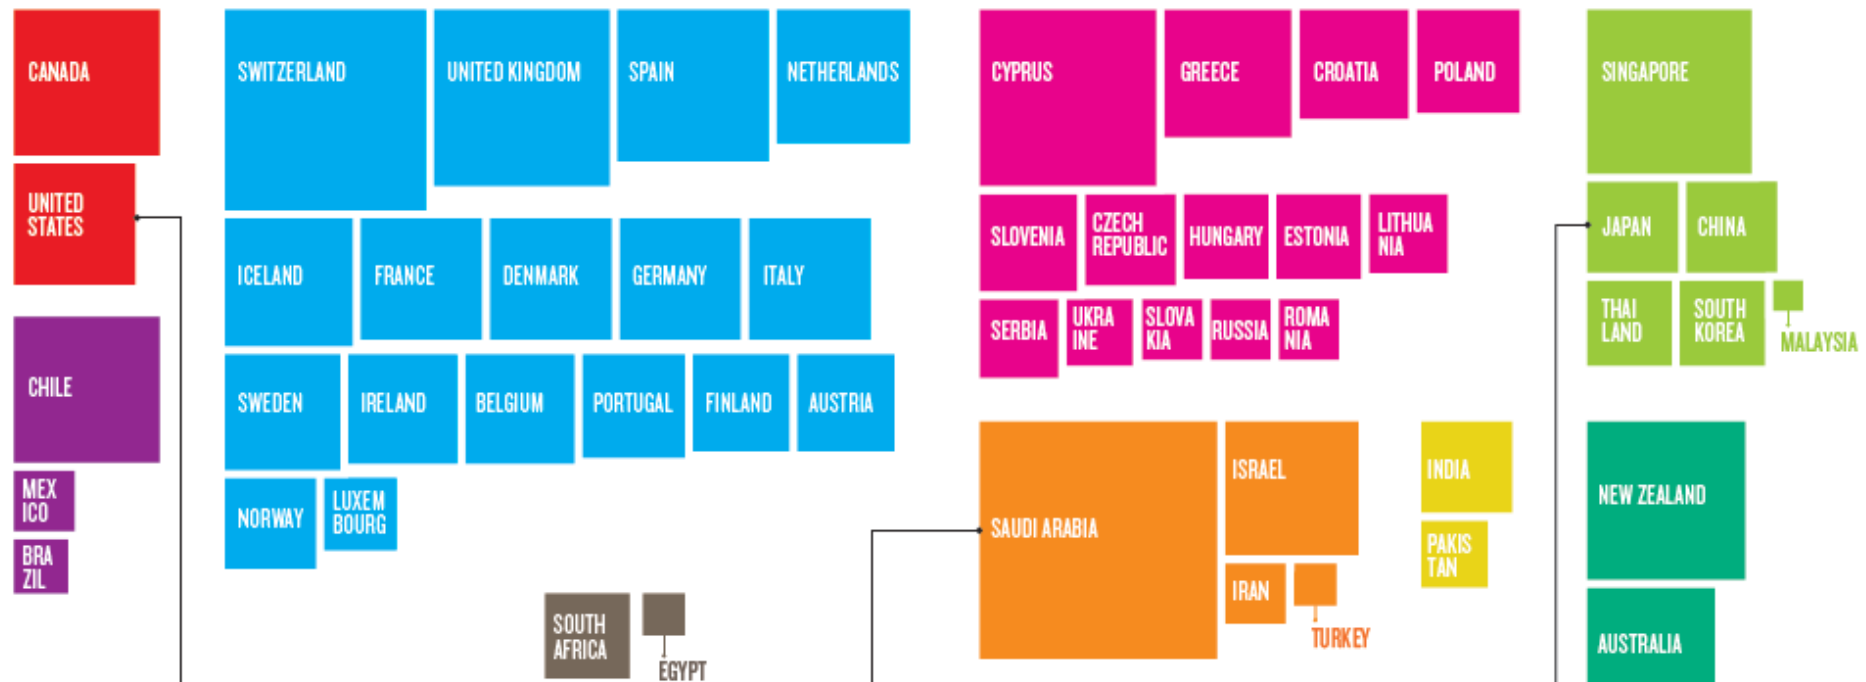 CANADA
UNITED
STATES
CHILE
MEX
ICO
BRA
ZIL
SWITZERLAND
UNITED KINGDOM
SPAIN
NETHERLANDS
ICELAND
FRANCE
DENMARK
GERMANY
ITALY
SWEDEN
IRELAND
BELGIUM
PORTUGAL
FINLAND
AUSTRIA
NORWAY
LUXEM
BOURG
SOUTH
AFRICA
EGYPT
CYPRUS
GREECE
CROATIA
POLAND
SLOVENIA
CZECH
REPUBLIC
HUNGARY
ESTONIA
LITHUA
NIA
SERBIA
UKRA
INE
SLOVA
KIA
RUSSIA
ROMA
NIA
SAUDI ARABIA
ISRAEL
IRAN
TURKEY
INDIA
PAKIS
TAN
SINGAPORE
JAPAN
CHINA
THAI
LAND
SOUTH
KOREA
MALAYSIA
NEW ZEALAND
AUSTRALIA